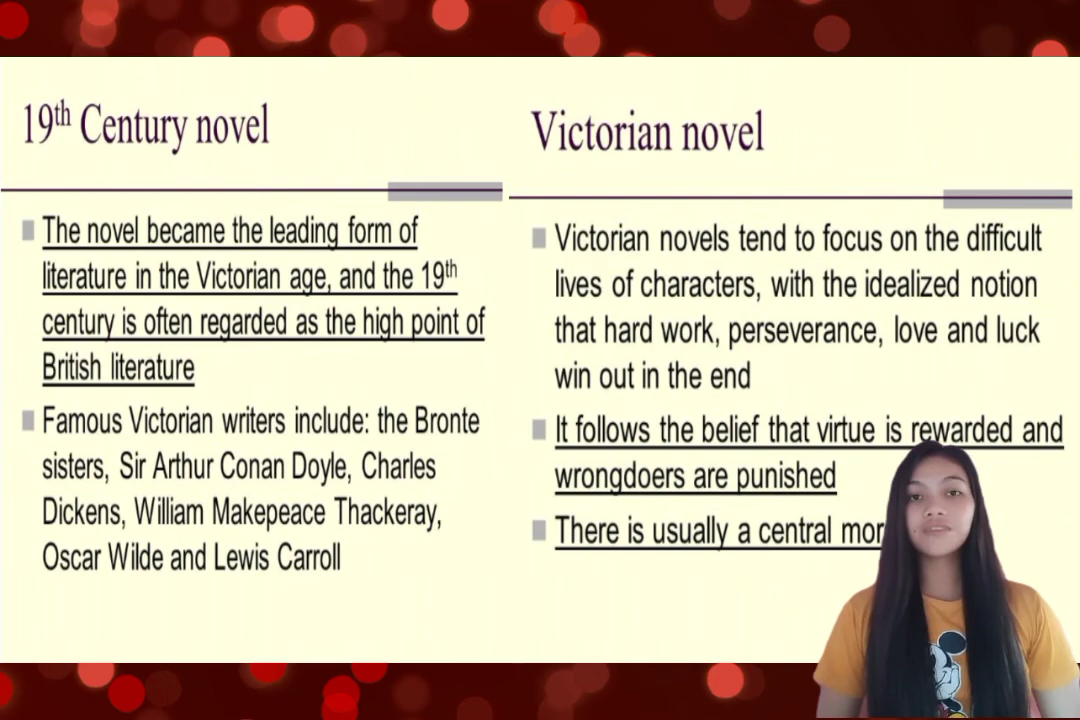 19th Century novel
The novel became the leading form of
literature in the Victorian age, and the 19th
century is often regarded as the high point of
British literature
Famous Victorian writers include: the Bronte
sisters, Sir Arthur Conan Doyle, Charles
Dickens, William Makepeace Thackeray,
Oscar Wilde and Lewis Carroll
Victorian novel
Victorian novels tend to focus on the difficult
lives of characters, with the idealized notion
that hard work, perseverance, love and luck
win out in the end
It follows the belief that virtue is rewarded and
wrongdoers are punished
There is usually a central